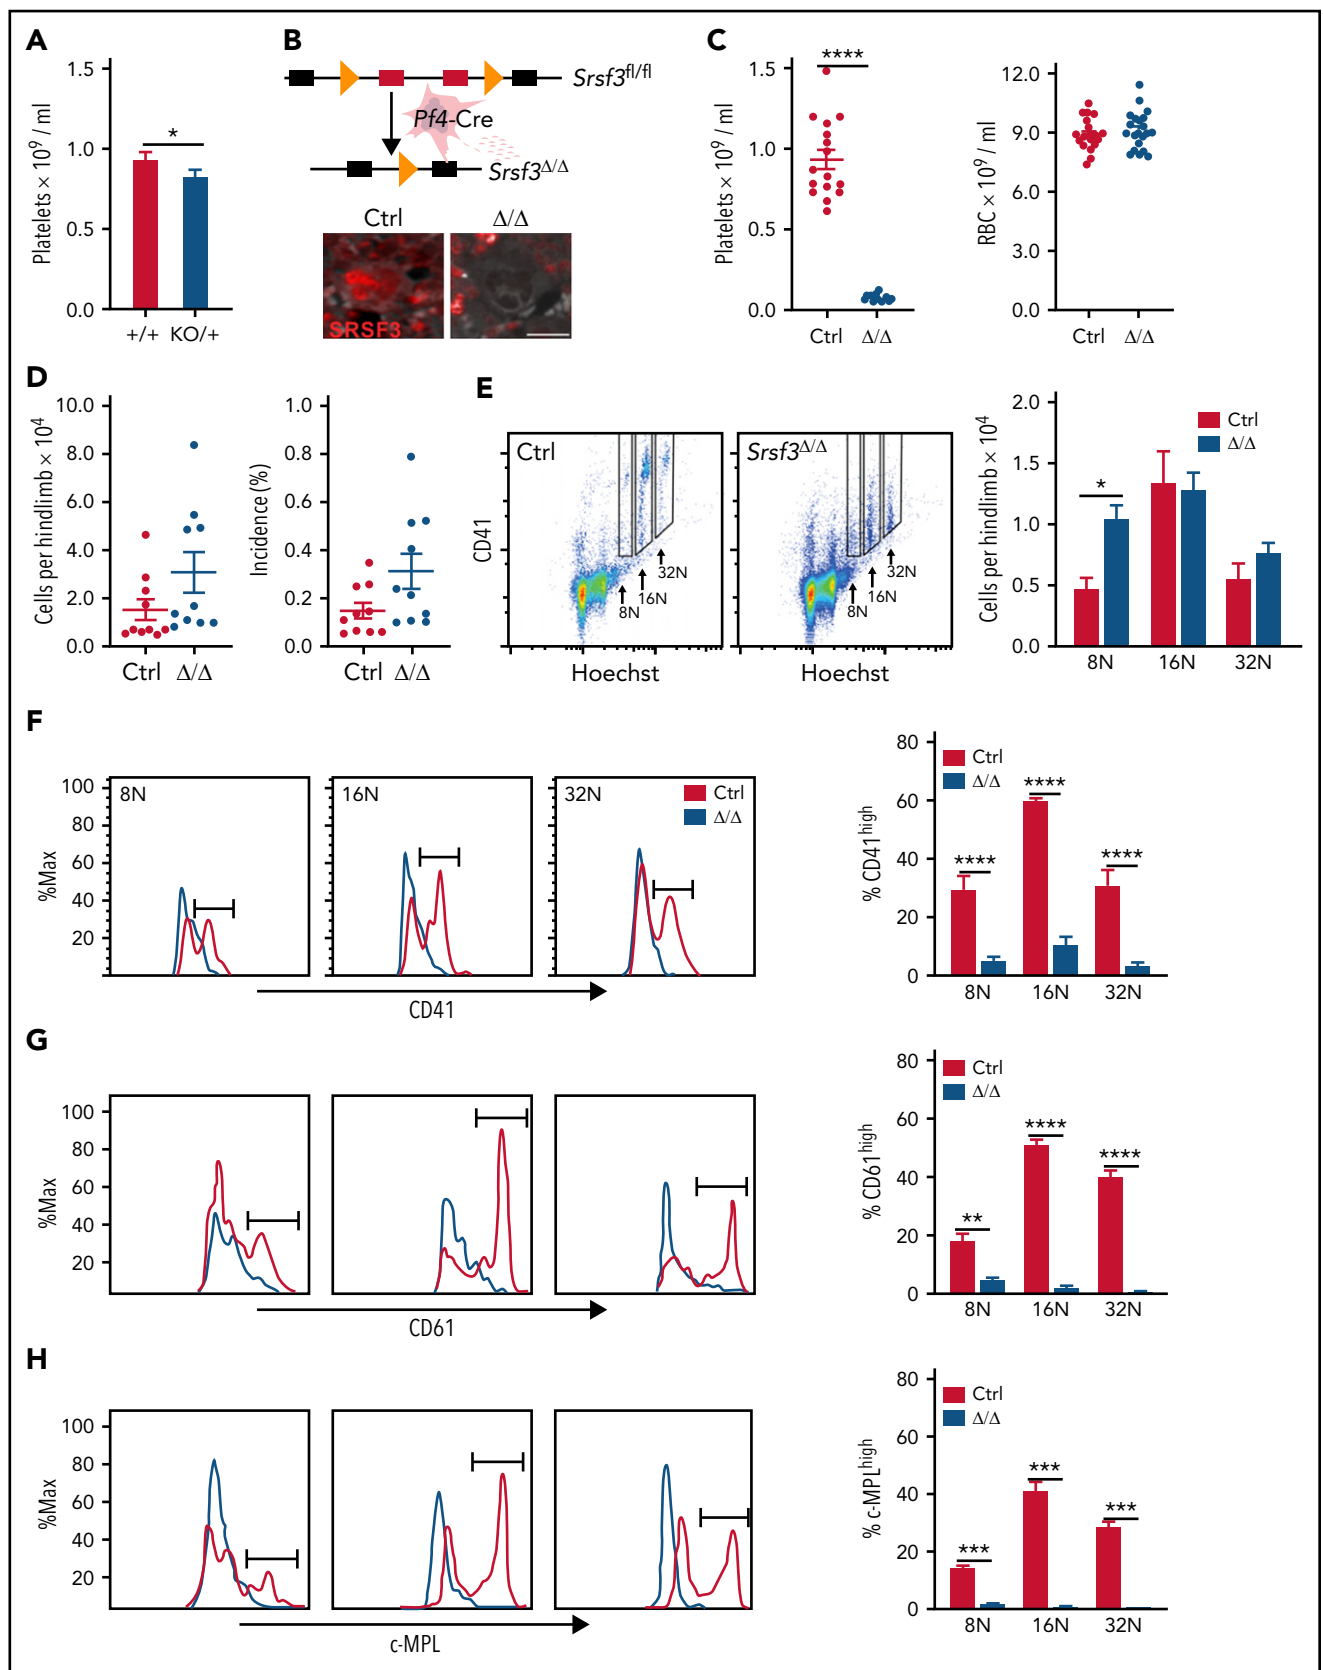 A
Platelets × 10⁹ / ml
1.5
1.0
0.5
0.0
*
+/+ KO/+
B
Srsf3fl/fl
Pf4-Cre
Srsf3Δ/Δ
Ctrl Δ/Δ
SRSF3
C
Platelets × 10⁹ / ml
1.5
1.0
0.5
0.0
****
Ctrl Δ/Δ
RBC × 10⁹ / ml
12.0
9.0
6.0
3.0
0.0
Ctrl Δ/Δ
D
Cells per hindlimb × 10⁴
10.0
8.0
6.0
4.0
2.0
0.0
Ctrl Δ/Δ
Incidence (%)
1.0
0.8
0.6
0.4
0.2
0.0
Ctrl Δ/Δ
E
CD41
Ctrl
32N
16N
8N
Hoechst
Srsf3Δ/Δ
32N
16N
8N
Hoechst
Cells per hindlimb × 10⁴
2.0
1.5
1.0
0.5
0.0
Ctrl
Δ/Δ
*
8N 16N 32N
F
%Max
100
80
60
40
20
8N
16N
32N
Ctrl
Δ/Δ
CD41
% CD41high
80
60
40
20
0
Ctrl
Δ/Δ
****
****
****
8N 16N 32N
G
%Max
100
80
60
40
20
CD61
% CD61high
80
60
40
20
0
Ctrl
Δ/Δ
**
****
****
8N 16N 32N
H
%Max
100
80
60
40
20
c-MPL
% c-MPLhigh
80
60
40
20
0
Ctrl
Δ/Δ
***
***
***
8N 16N 32N